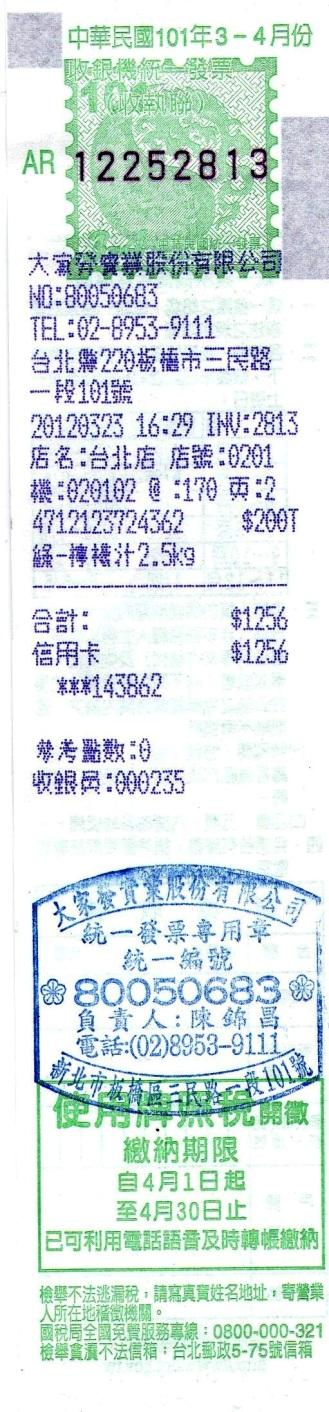 中華民國101年3-4月份
收銀機統一發票
(收執聯)
AR 12252813
大家發實業股份有限公司
NO:80050683
TEL:02-8953-9111
台北縣220板橋市三民路
一段101號
20120323 16:29 INV:2813
店名:台北店 店號:0201
機:020102 @ :170 頁:2
4712123724362 $200T
綠一檸檬汁2.5kg
合計: $1256
信用卡 $1256
***143862
參考點數:0
收銀員:000235
大家發實業股份有限公司
統一發票專用章
統一編號
80050683
負責人:陳錦昌
電話:(02)8953-9111
新北市板橋區三民路一段101號
使用牌照稅開徵
繳納期限
自4月1日起
至4月30日止
已可利用電話語音及時轉帳繳納
檢舉不法逃漏稅,請寫真實姓名地址,寄營業
人所在地稽徵機關。
國稅局全國免費服務專線:0800-000-321
檢舉貪瀆不法信箱:台北郵政5-75號信箱